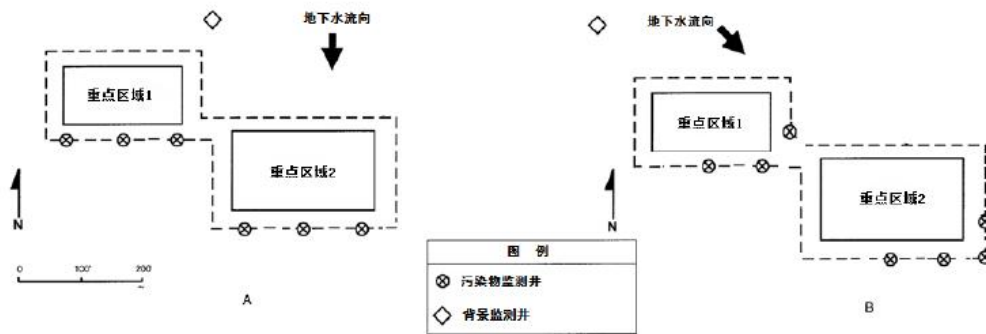 地下水流向
重点区域1
重点区域2
N
0 100' 200'
A
地下水流向
重点区域1
重点区域2
N
B
图 例
污染物监测井
背景监测井